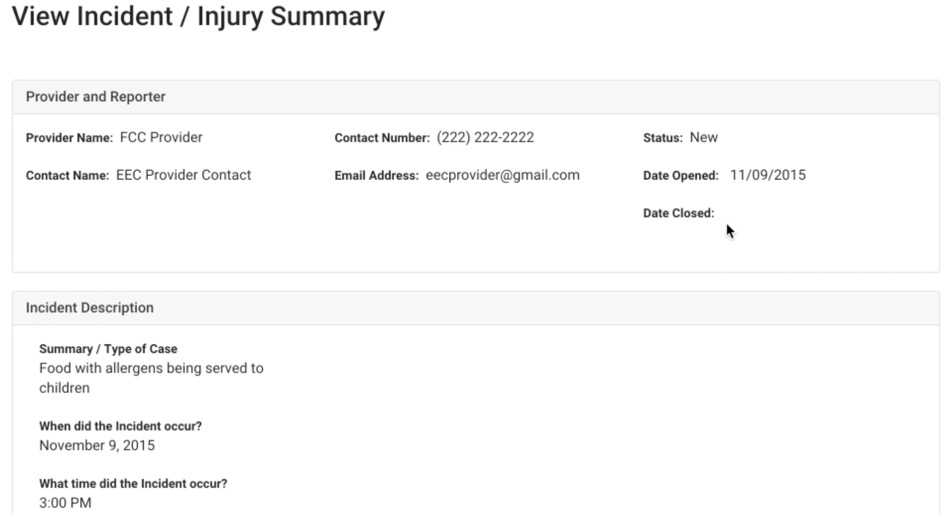 View Incident / Injury Summary
Provider and Reporter
Provider Name: FCC Provider
Contact Number: (222) 222-2222
Status: New
Contact Name: EEC Provider Contact
Email Address: eecprovider@gmail.com
Date Opened: 11/09/2015
Date Closed:
Incident Description
Summary / Type of Case
Food with allergens being served to
children
When did the Incident occur?
November 9, 2015
What time did the Incident occur?
3:00 PM